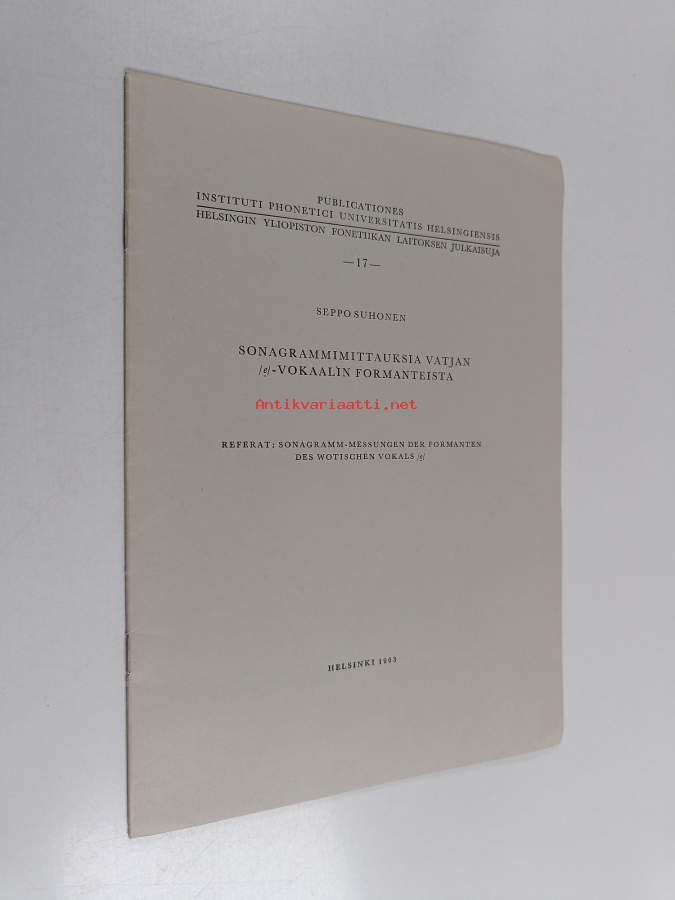 PUBLICATIONES
INSTITUTI PHONETICI UNIVERSITATIS HELSINGIENSIS
HELSINGIN YLIOPISTON FONETIIKAN LAITOKSEN JULKAISUJA
—17—
SEPPO SUHONEN
SONAGRAMMIMITTAUKSIA VATJAN
/e̮/-VOKAALIN FORMANTEISTA
Antikvariaatti.net
REFERAT: SONAGRAMM-MESSUNGEN DER FORMANTEN
DES WOTISCHEN VOKALS /e̮/
HELSINKI 1963